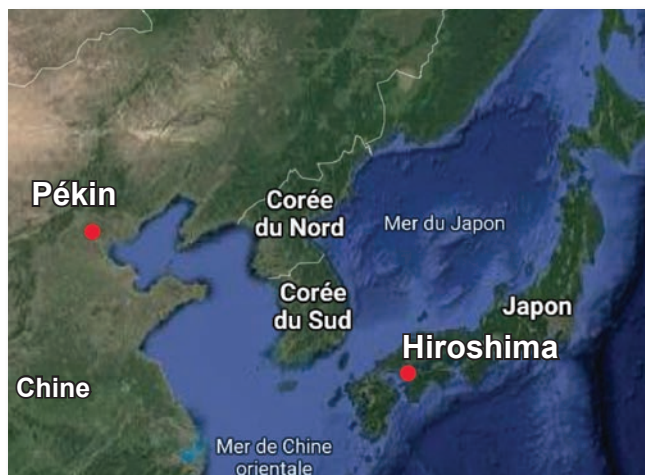 Pékin
Corée
du Nord
Mer du Japon
Corée
du Sud
Japon
Hiroshima
Chine
Mer de Chine
orientale